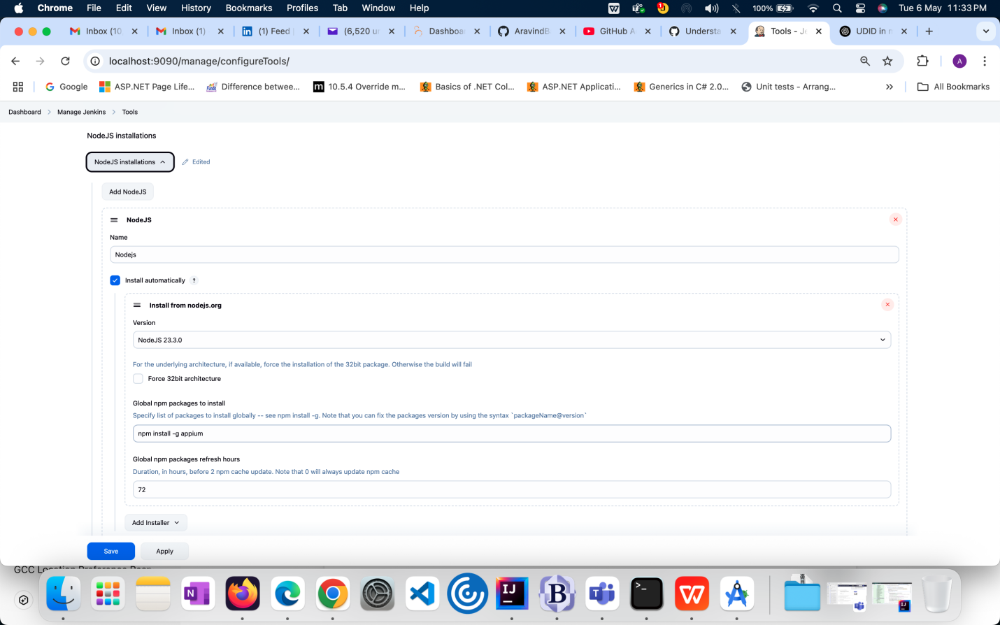 Chrome File Edit View History Bookmarks Profiles Tab Window Help 100% Tue 6 May 11:33 PM
Inbox (10 Inbox (1) (1) Feed (6,520 u Dashboa AravindB GitHub A Understa Tools - Je UDID in r
localhost:9090/manage/configureTools/ A
Google ASP.NET Page Life... Difference betwee... 10.5.4 Override m... Basics of .NET Col... ASP.NET Applicati... Generics in C# 2.0... Unit tests - Arrang... All Bookmarks
Dashboard Manage Jenkins Tools
NodeJS installations
NodeJS installations Edited
Add NodeJS
NodeJS
Name
Nodejs
Install automatically ?
Install from nodejs.org
Version
NodeJS 23.3.0
For the underlying architecture, if available, force the installation of the 32bit package. Otherwise the build will fail
Force 32bit architecture
Global npm packages to install
Specify list of packages to install globally -- see npm install -g. Note that you can fix the packages version by using the syntax `packageName@version`
npm install -g appium
Global npm packages refresh hours
Duration, in hours, before 2 npm cache update. Note that 0 will always update npm cache
72
Add Installer
Save Apply